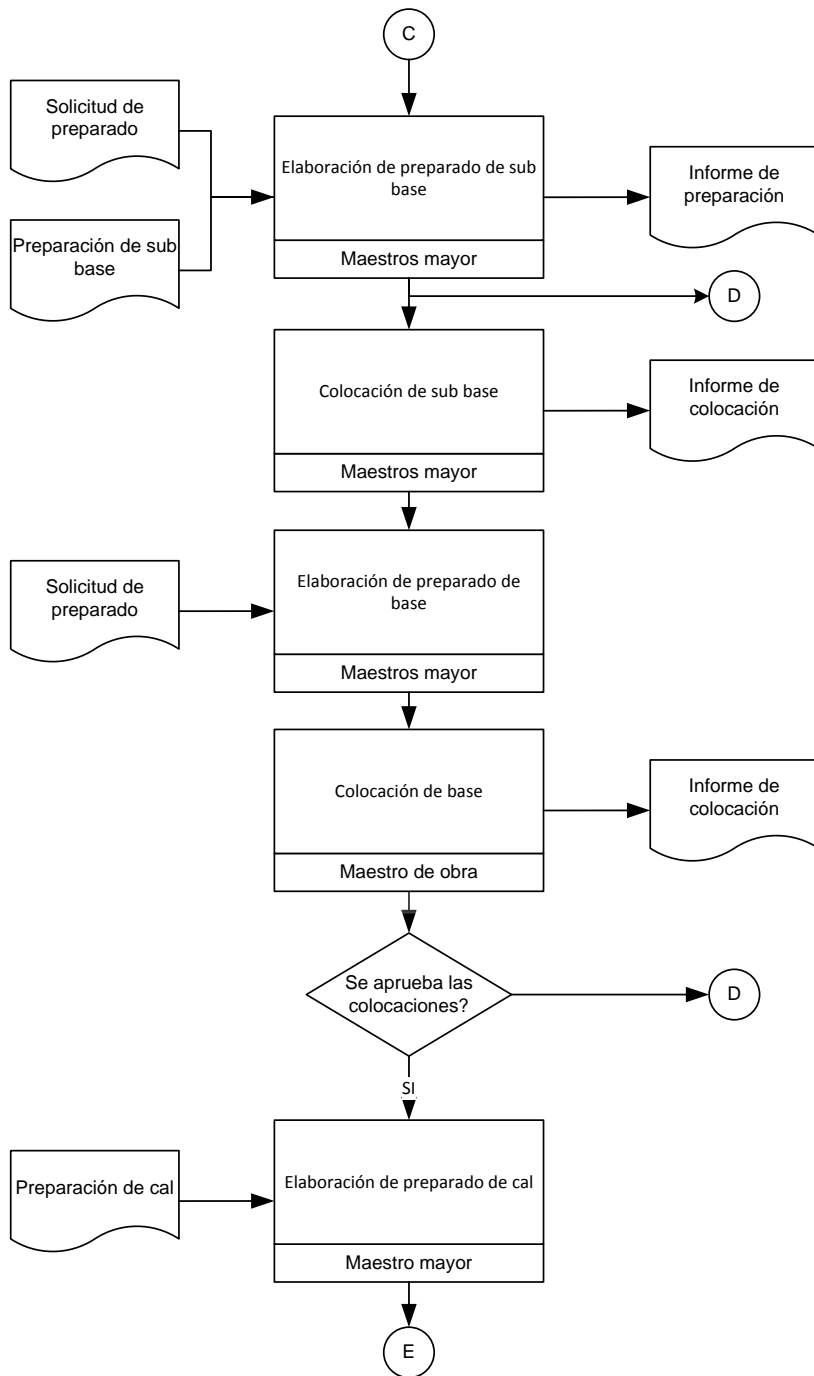 C
Solicitud de
preparado
Elaboración de preparado de sub
base
Informe de
preparación
Preparación de sub
base
Maestros mayor
D
Colocación de sub base
Informe de
colocación
Maestros mayor
Solicitud de
preparado
Elaboración de preparado de
base
Maestros mayor
Colocación de base
Informe de
colocación
Maestro de obra
Se aprueba las
colocaciones?
D
SI
Preparación de cal
Elaboración de preparado de cal
Maestro mayor
E